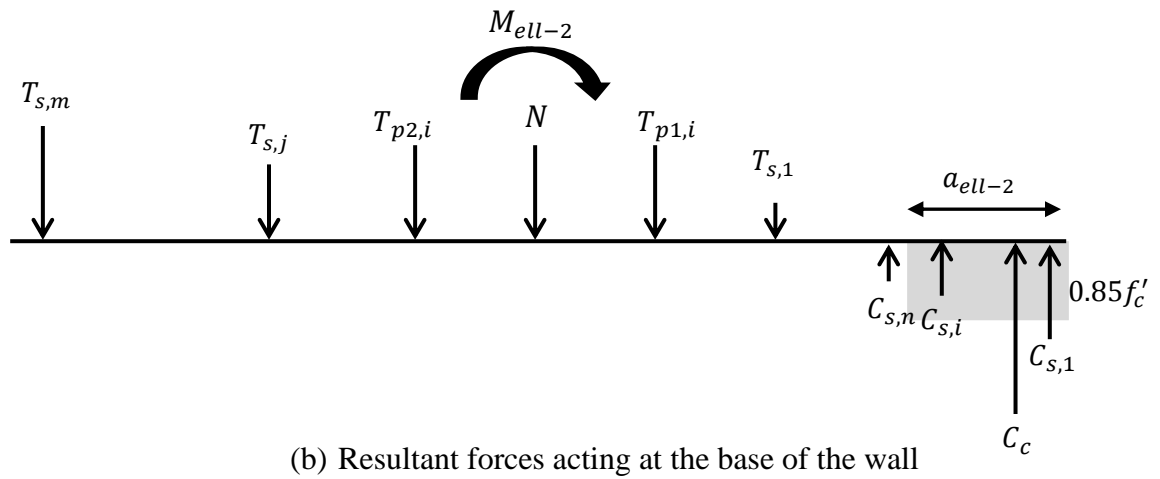 M_{ell-2}
T_{s,m}
T_{s,j}
T_{p2,i}
N
T_{p1,i}
T_{s,1}
a_{ell-2}
0.85f_c'
C_{s,n}
C_{s,i}
C_{s,1}
C_c
(b) Resultant forces acting at the base of the wall